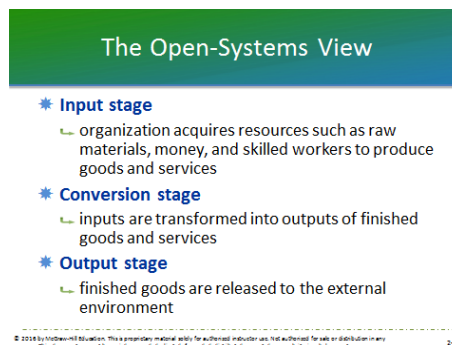 The Open-Systems View
Input stage
organization acquires resources such as raw
materials, money, and skilled workers to produce
goods and services
Conversion stage
inputs are transformed into outputs of finished
goods and services
Output stage
finished goods are released to the external
environment
© 2016 by McGraw-Hill Education. This is proprietary material solely for authorized instructor use. Not authorized for sale or distribution in any